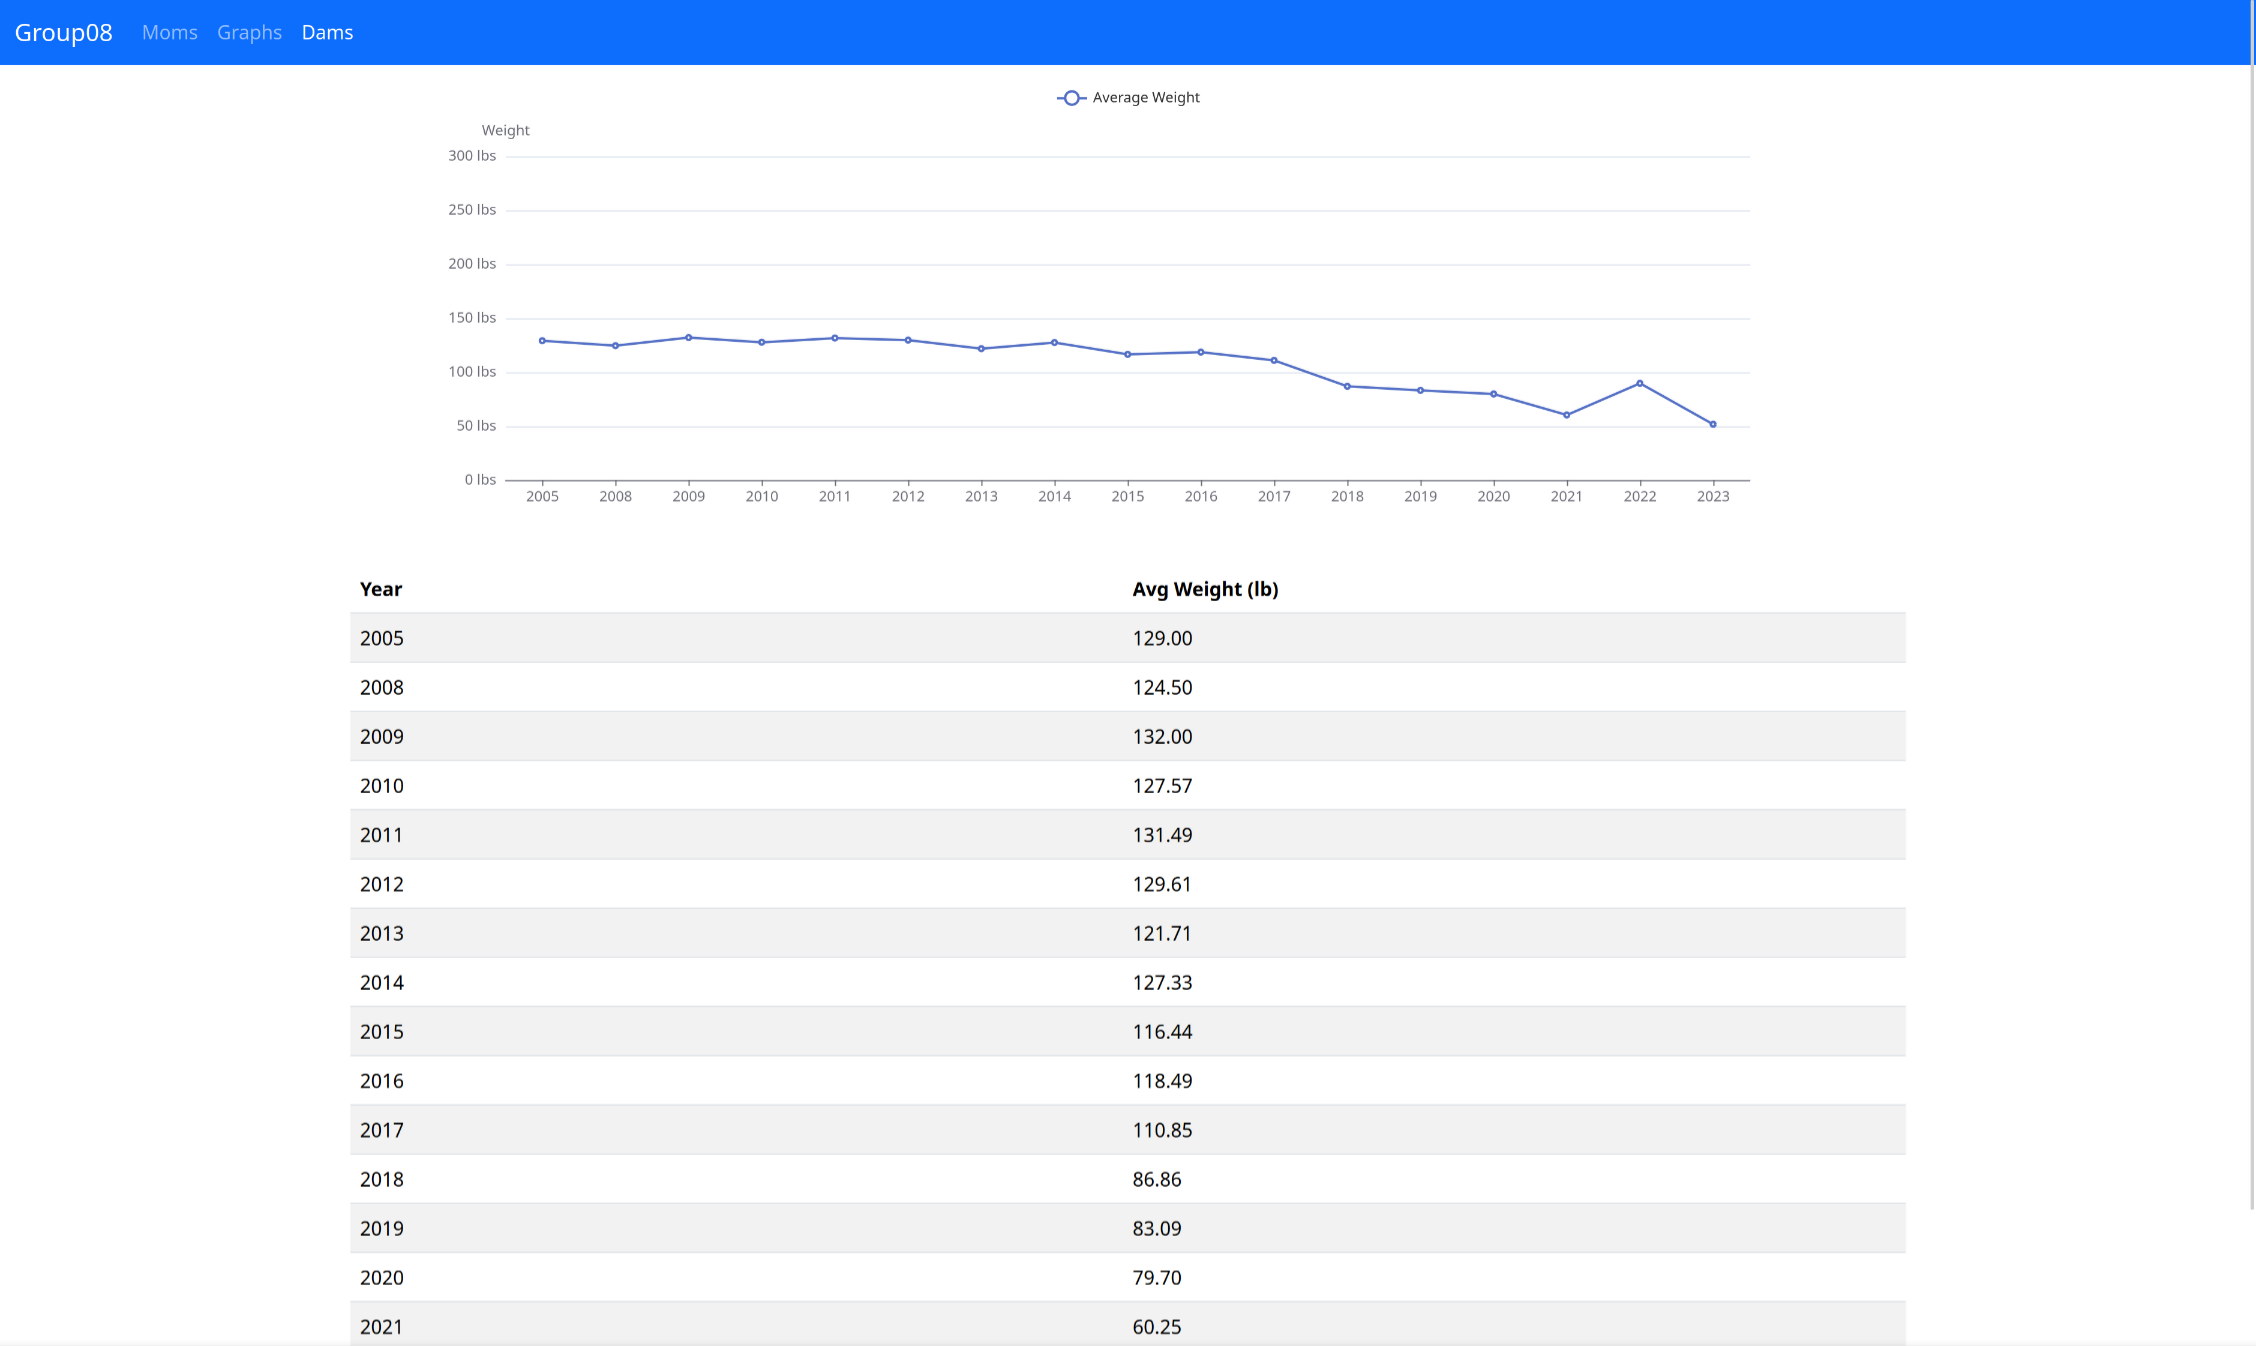 Group08 Moms Graphs Dams
Average Weight
Weight
300 lbs
250 lbs
200 lbs
150 lbs
100 lbs
50 lbs
0 lbs
2005 2008 2009 2010 2011 2012 2013 2014 2015 2016 2017 2018 2019 2020 2021 2022 2023
Year Avg Weight (lb)
2005 129.00
2008 124.50
2009 132.00
2010 127.57
2011 131.49
2012 129.61
2013 121.71
2014 127.33
2015 116.44
2016 118.49
2017 110.85
2018 86.86
2019 83.09
2020 79.70
2021 60.25